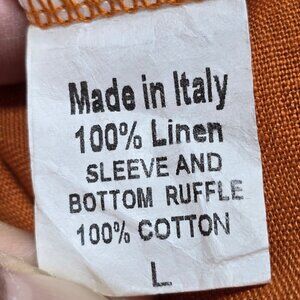 Made in Italy
100% Linen
SLEEVE AND
BOTTOM RUFFLE
100% COTTON
L